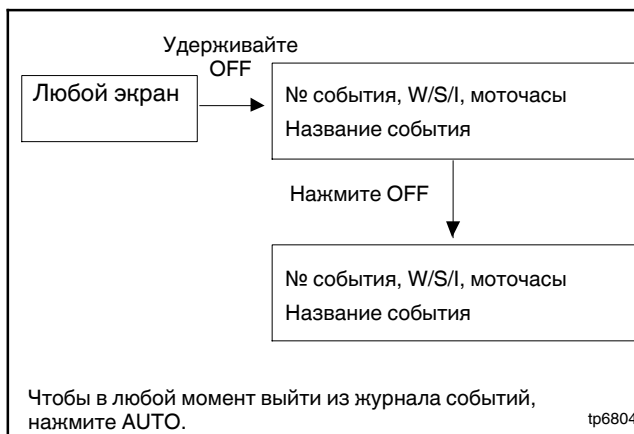 Удерживайте
OFF
Любой экран
№ события, W/S/I, моточасы
Название события
Нажмите OFF
№ события, W/S/I, моточасы
Название события
Чтобы в любой момент выйти из журнала событий,
нажмите AUTO.
tp6804